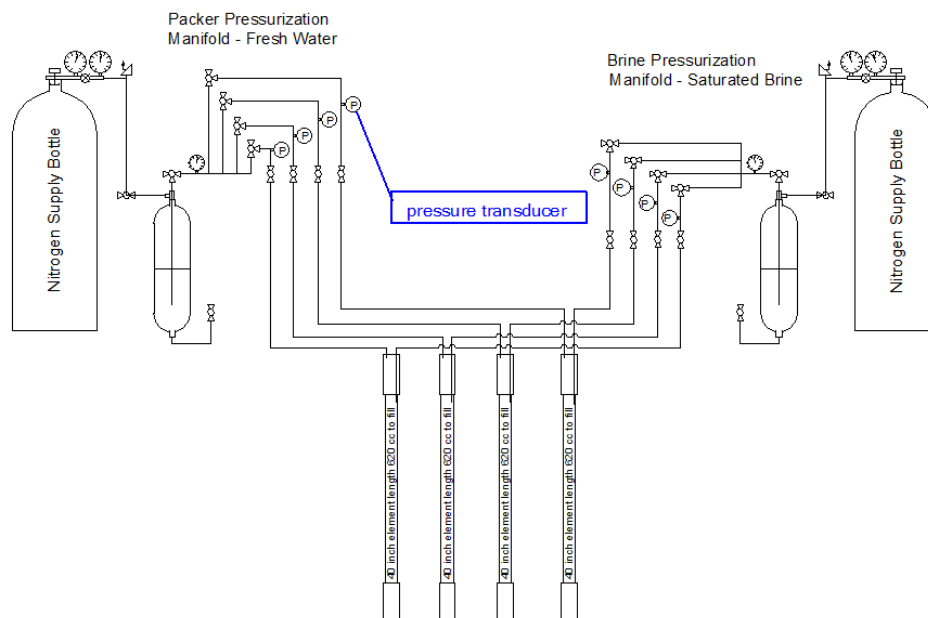 Packer Pressurization
Manifold - Fresh Water
Brine Pressurization
Manifold - Saturated Brine
Nitrogen Supply Bottle
P
P
P
P
pressure transducer
P
P
P
P
Nitrogen Supply Bottle
40 inch element length 620 cc to fill
40 inch element length 620 cc to fill
40 inch element length 620 cc to fill
40 inch element length 620 cc to fill